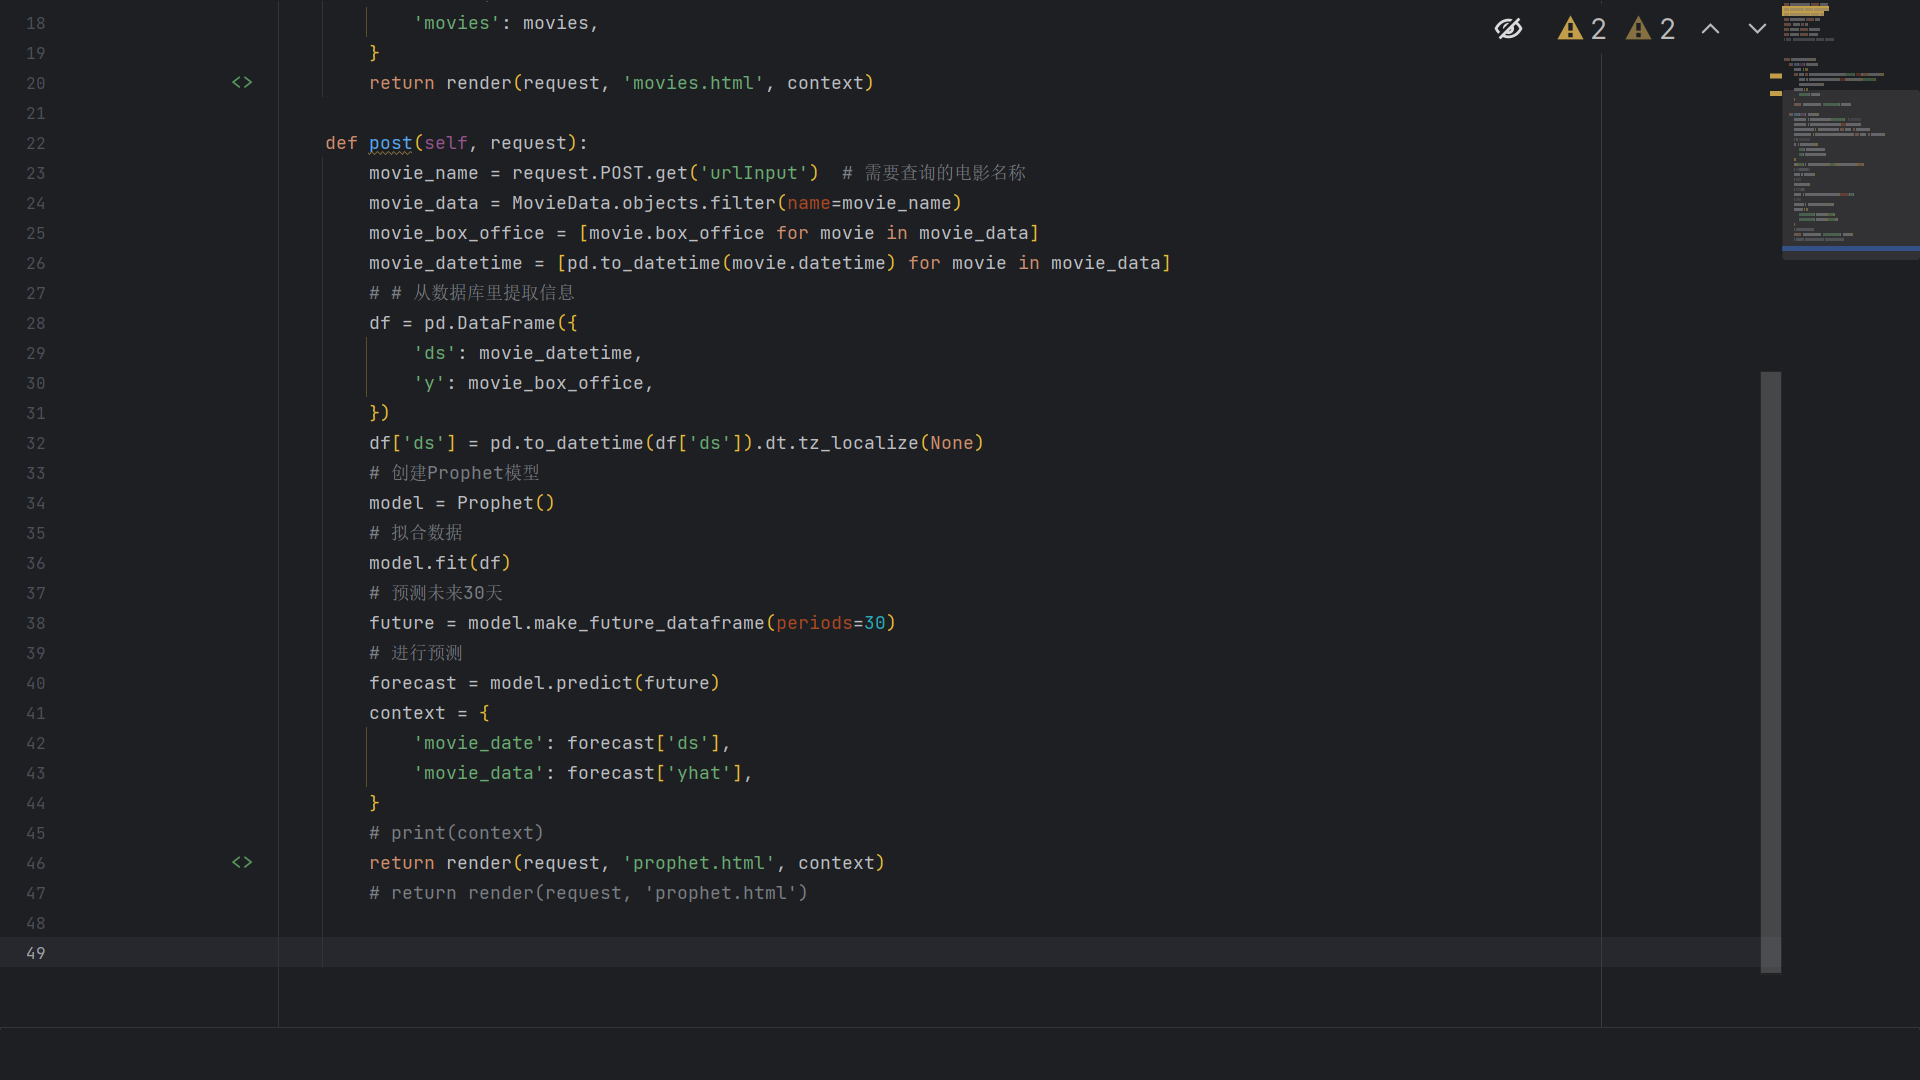 18 'movies': movies,
19 }
20 return render(request, 'movies.html', context)
21
22 def post(self, request):
23 movie_name = request.POST.get('urlInput')  # 需要查询的电影名称
24 movie_data = MovieData.objects.filter(name=movie_name)
25 movie_box_office = [movie.box_office for movie in movie_data]
26 movie_datetime = [pd.to_datetime(movie.datetime) for movie in movie_data]
27 # # 从数据库里提取信息
28 df = pd.DataFrame({
29 'ds': movie_datetime,
30 'y': movie_box_office,
31 })
32 df['ds'] = pd.to_datetime(df['ds']).dt.tz_localize(None)
33 # 创建Prophet模型
34 model = Prophet()
35 # 拟合数据
36 model.fit(df)
37 # 预测未来30天
38 future = model.make_future_dataframe(periods=30)
39 # 进行预测
40 forecast = model.predict(future)
41 context = {
42 'movie_date': forecast['ds'],
43 'movie_data': forecast['yhat'],
44 }
45 # print(context)
46 return render(request, 'prophet.html', context)
47 # return render(request, 'prophet.html')
48
49
2 2